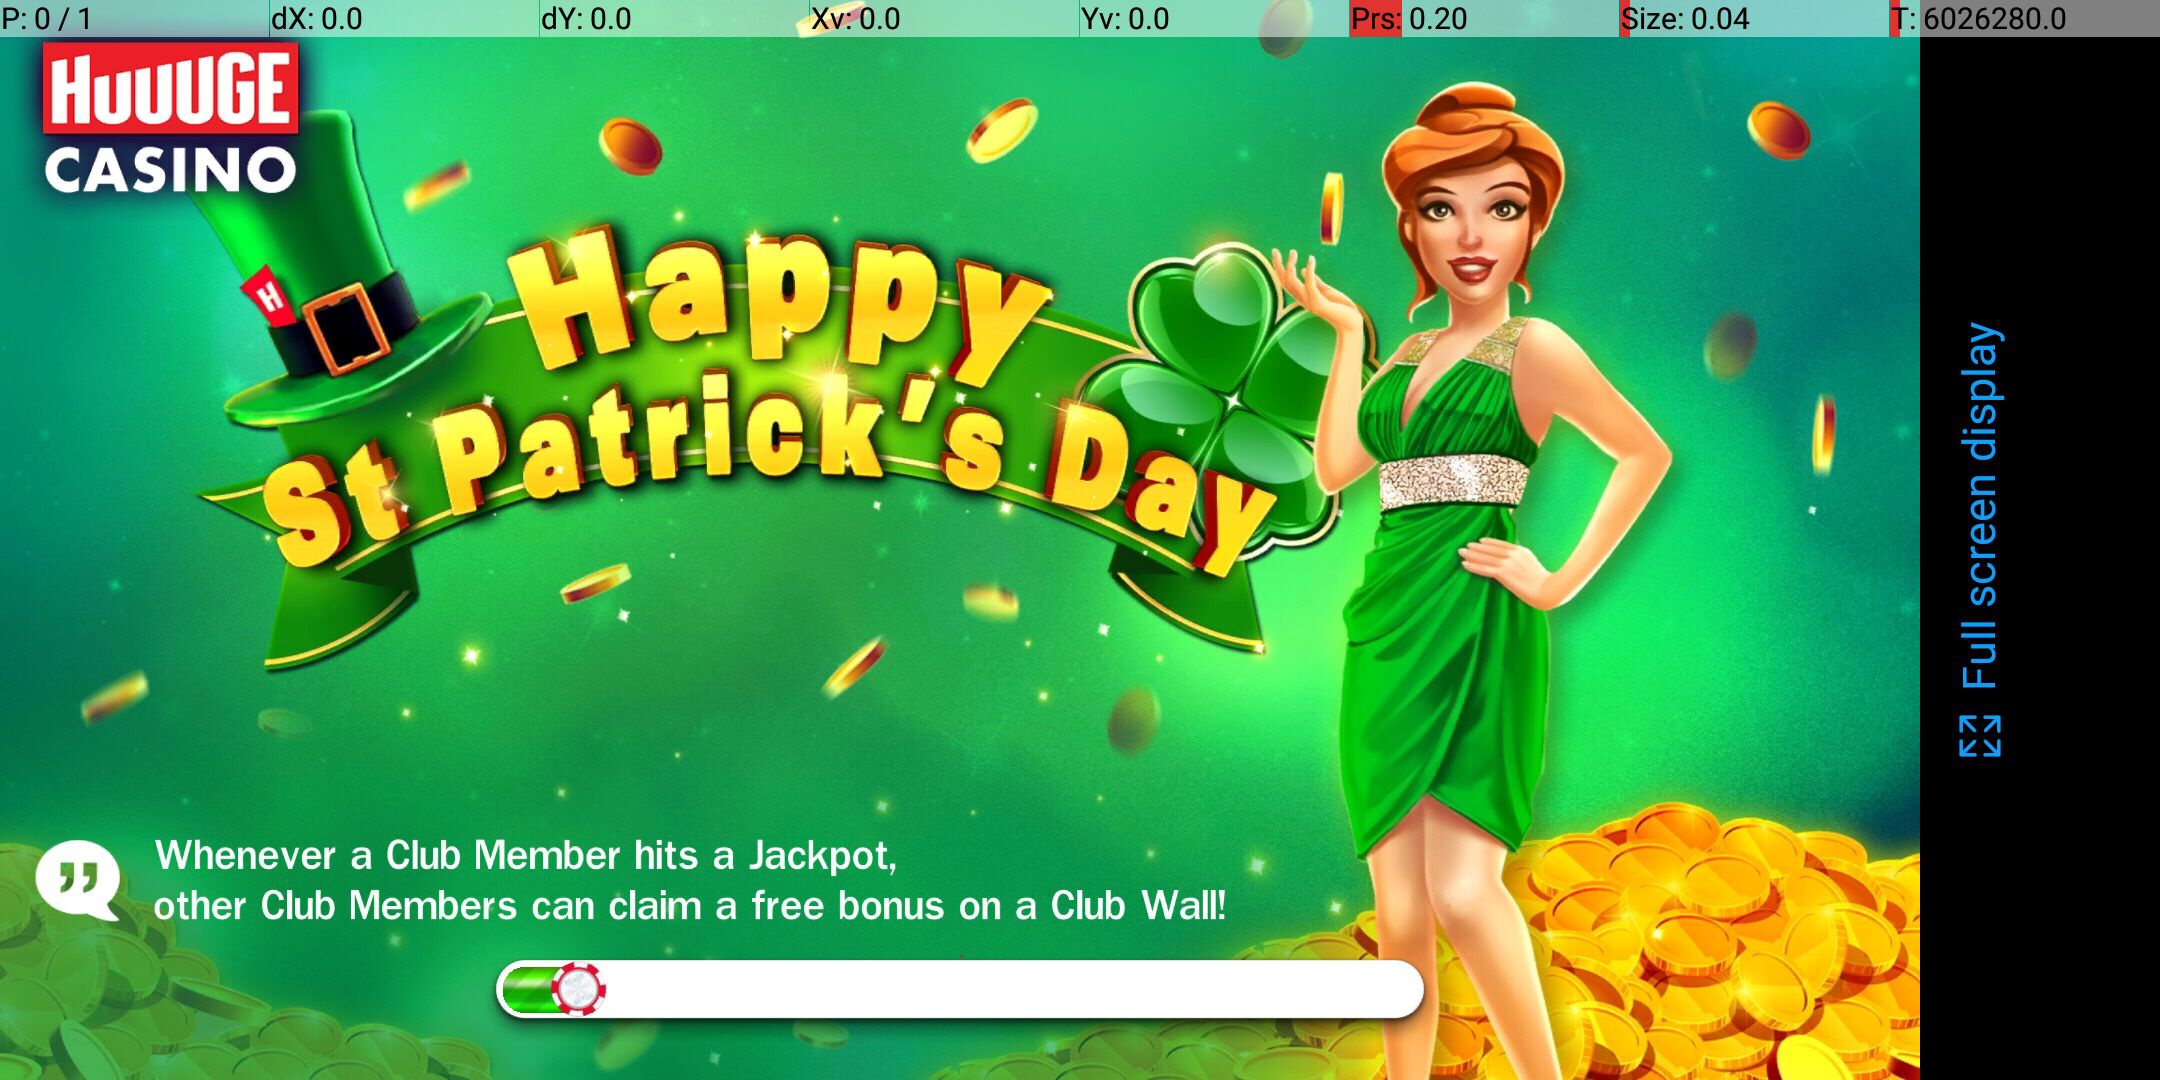 P: 0 / 1 dX: 0.0 dY: 0.0 Xv: 0.0 Yv: 0.0 Prs: 0.20 Size: 0.04 T: 6026280.0
HUUUGE
CASINO
H
Happy
St Patrick's Day
Whenever a Club Member hits a Jackpot,
other Club Members can claim a free bonus on a Club Wall!
Full screen display